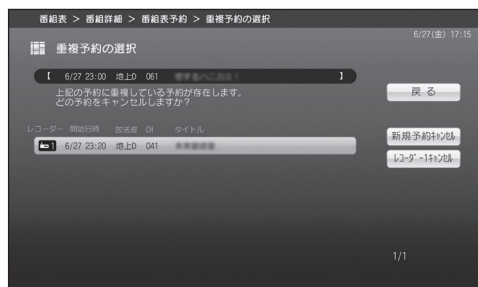 番組表 > 番組詳細 > 番組表予約 > 重複予約の選択
6/27(金) 17:15
重複予約の選択
【 6/27 23:00 地上D 061 】
上記の予約に重複している予約が存在します。
どの予約をキャンセルしますか?
戻る
レコーダー 開始日時 放送波 CH タイトル
1 6/27 23:20 地上D 041
新規予約ｷｬﾝｾﾙ
ﾚｺｰﾀﾞｰ1ｷｬﾝｾﾙ
1/1